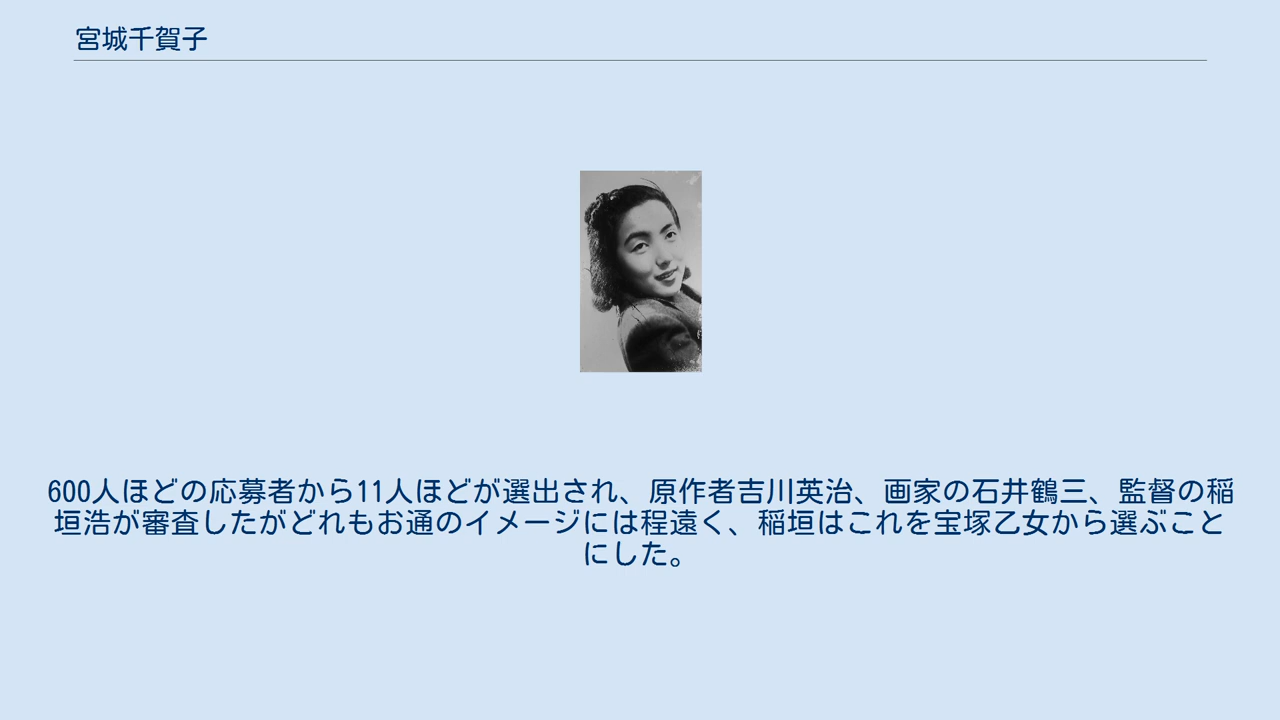 宮城千賀子
600人ほどの応募者から11人ほどが選出され、原作者吉川英治、画家の石井鶴三、監督の稲
垣浩が審査したがどれもお通のイメージには程遠く、稲垣はこれを宝塚乙女から選ぶこと
にした。